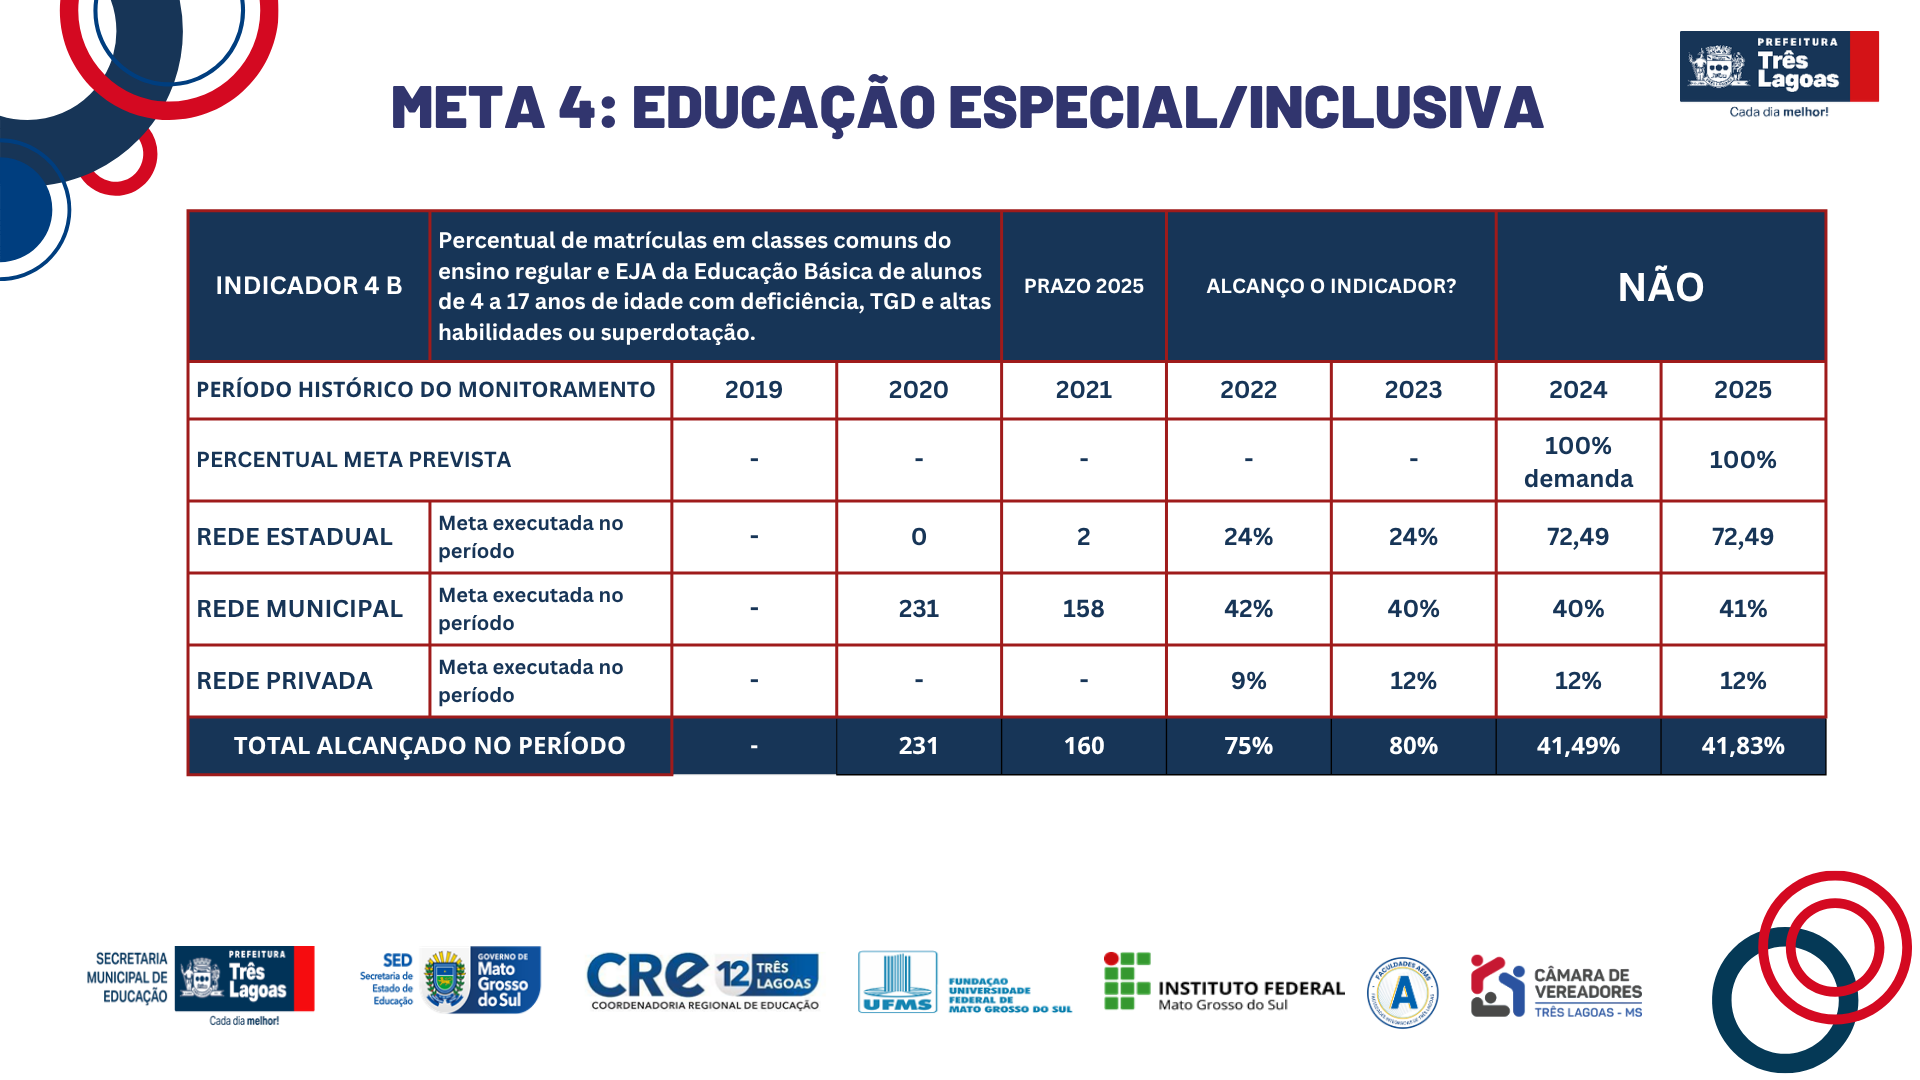 PREFEITURA
Três
Lagoas
Cada dia melhor!
META 4: EDUCAÇÃO ESPECIAL/INCLUSIVA
INDICADOR 4 B
Percentual de matrículas em classes comuns do
ensino regular e EJA da Educação Básica de alunos
de 4 a 17 anos de idade com deficiência, TGD e altas
habilidades ou superdotação.
PRAZO 2025
ALCANÇO O INDICADOR?
NÃO
PERÍODO HISTÓRICO DO MONITORAMENTO 2019 2020 2021 2022 2023 2024 2025
PERCENTUAL META PREVISTA - - - - - 100% demanda 100%
REDE ESTADUAL Meta executada no período - 0 2 24% 24% 72,49 72,49
REDE MUNICIPAL Meta executada no período - 231 158 42% 40% 40% 41%
REDE PRIVADA Meta executada no período - - - 9% 12% 12% 12%
TOTAL ALCANÇADO NO PERÍODO - 231 160 75% 80% 41,49% 41,83%
SECRETARIA
MUNICIPAL DE
EDUCAÇÃO
PREFEITURA
Três
Lagoas
Cada dia melhor!
SED
Secretaria de
Estado de
Educação
GOVERNO DE
Mato
Grosso
do Sul
CRe 12 TRÊS
LAGOAS
COORDENADORIA REGIONAL DE EDUCAÇÃO
UFMS
FUNDAÇAO
UNIVERSIDADE
FEDERAL DE
MATO GROSSO DO SUL
INSTITUTO FEDERAL
Mato Grosso do Sul
FACULDADES AEMS
A
CÂMARA DE
VEREADORES
TRÊS LAGOAS - MS